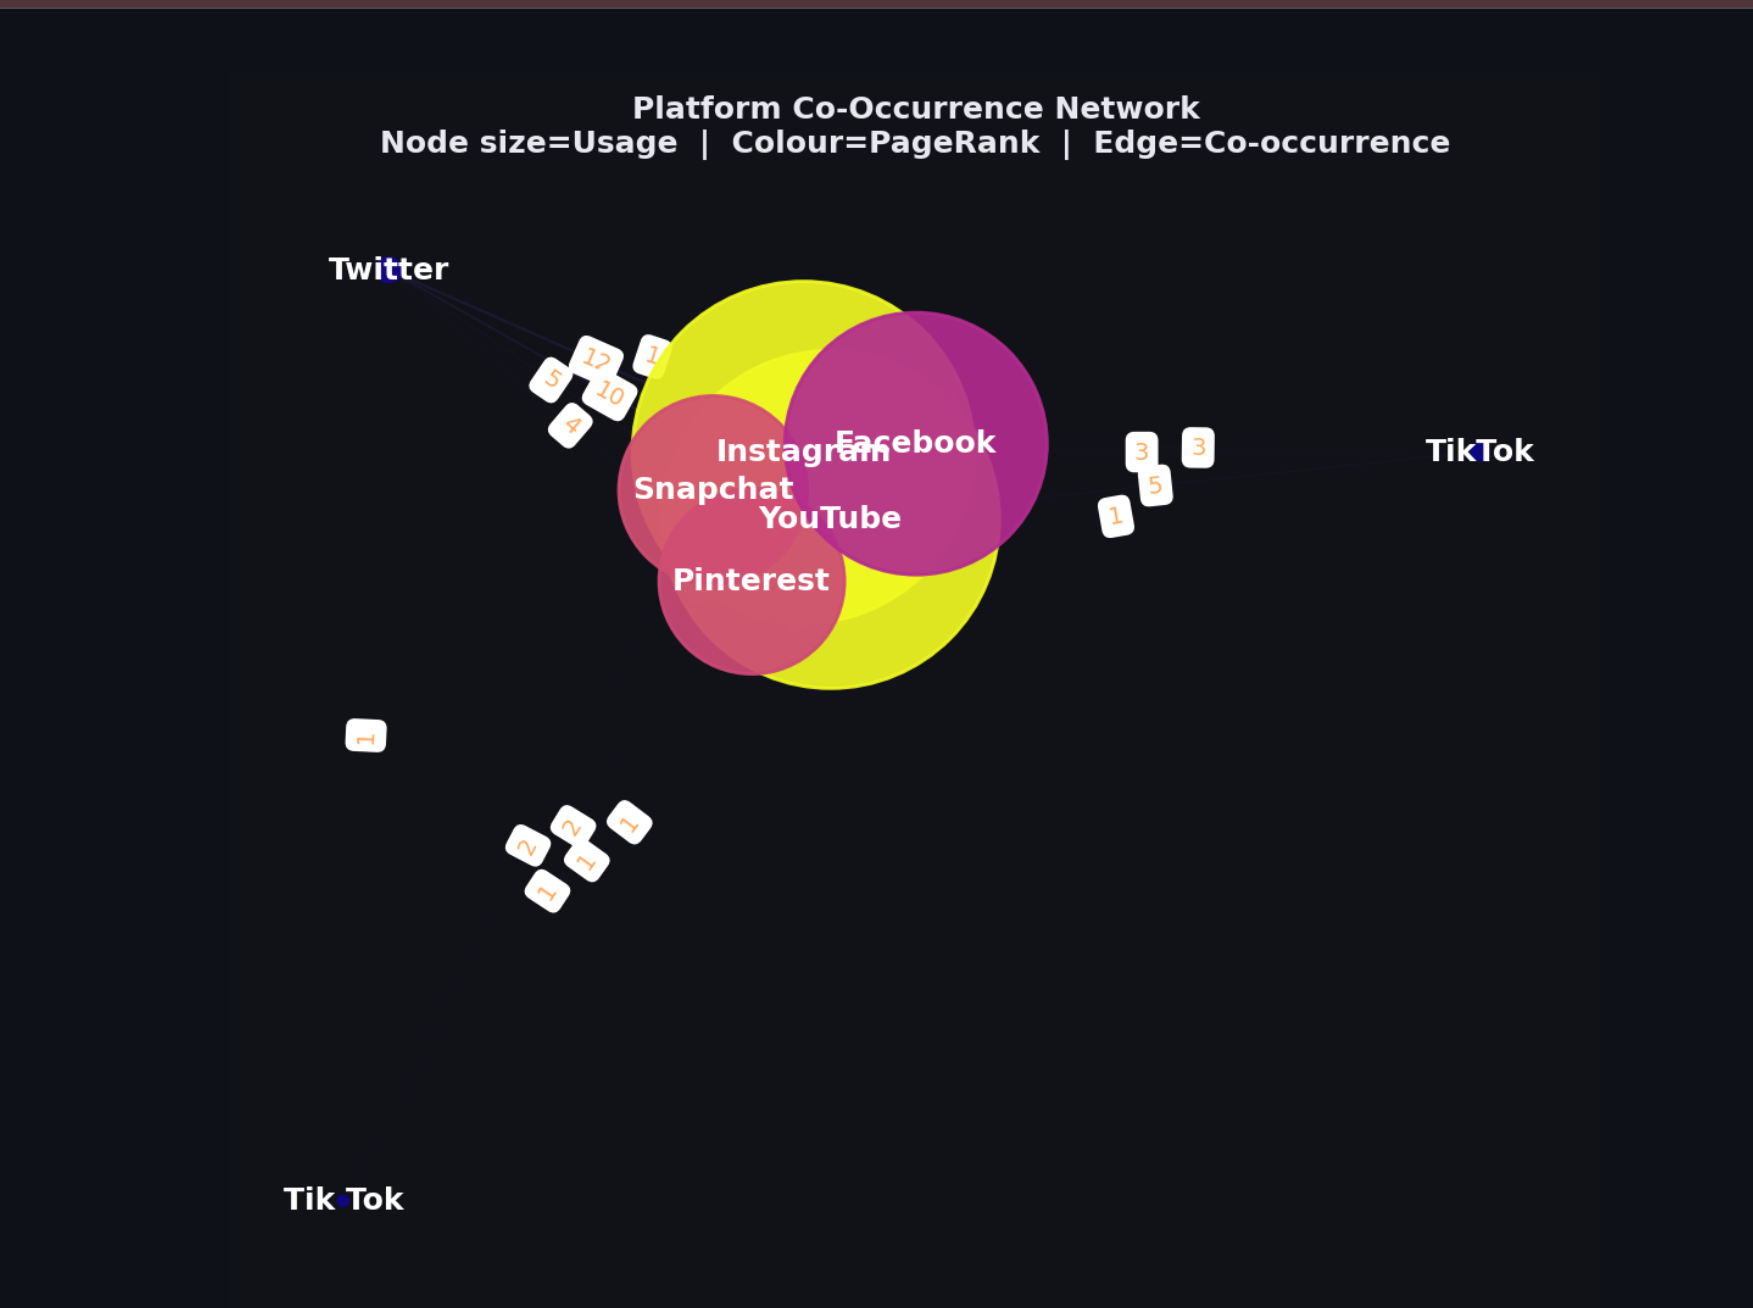 Platform Co-Occurrence Network
Node size=Usage | Colour=PageRank | Edge=Co-occurrence
Twitter
12
1
5
10
4
Instagram
Facebook
3
3
TikTok
Snapchat
5
YouTube
1
Pinterest
1
2
1
2
1
1
Tik Tok